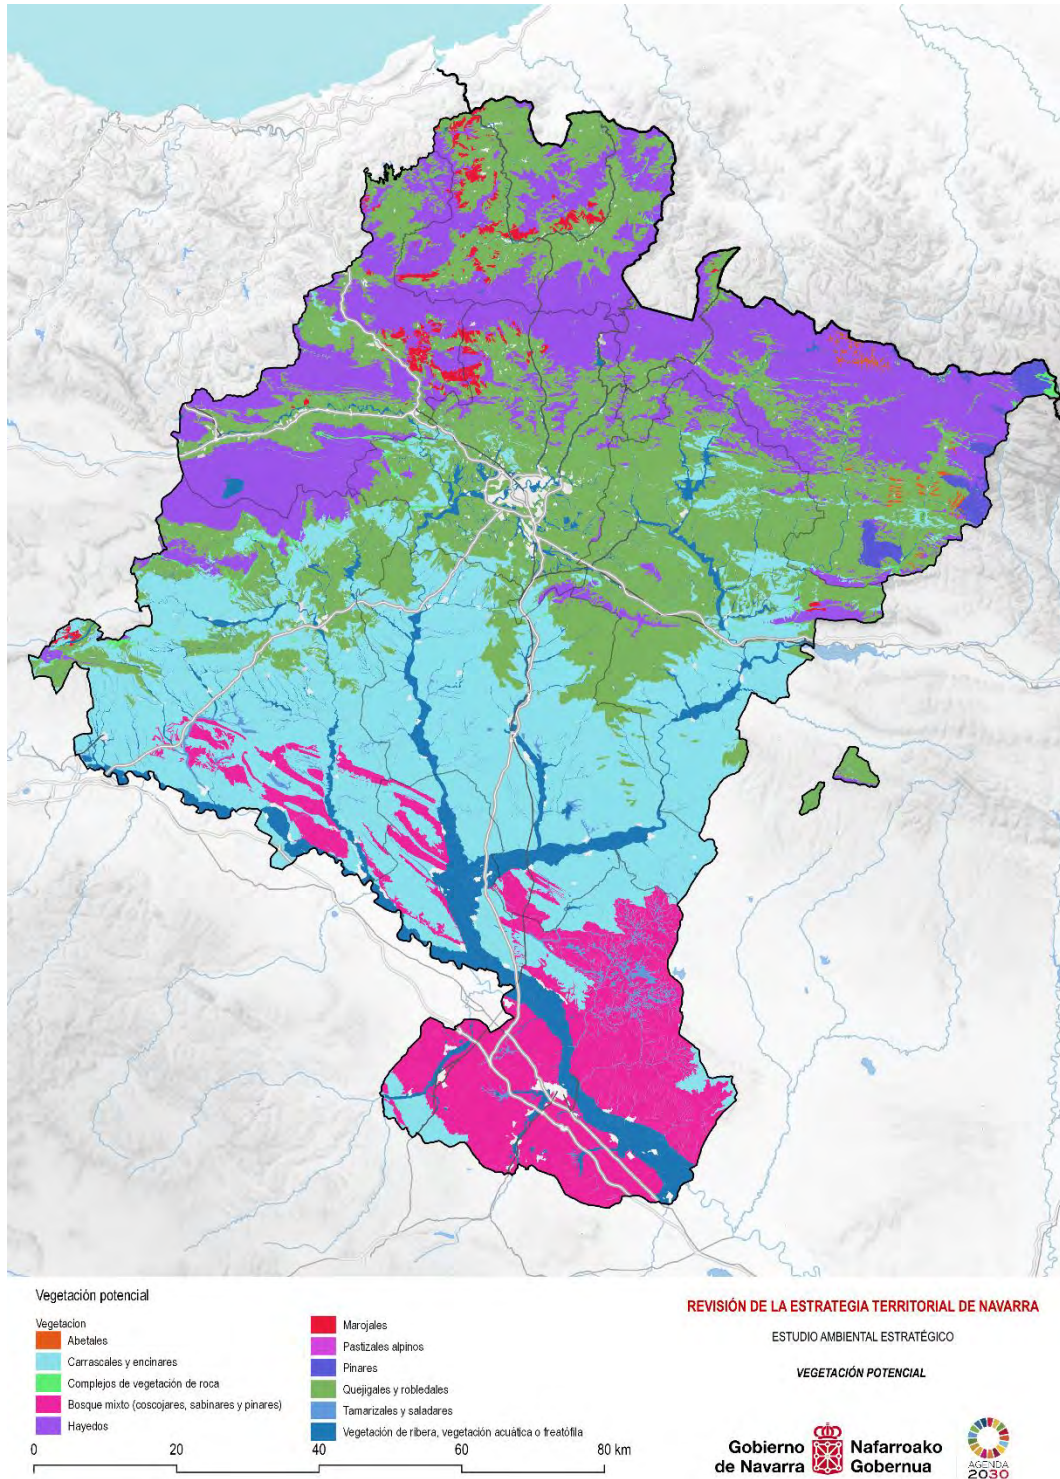 Vegetación potencial
Vegetacion
Abetales
Carrascales y encinares
Complejos de vegetación de roca
Bosque mixto (coscojares, sabinares y pinares)
Hayedos
Marojales
Pastizales alpinos
Pinares
Quejigales y robledales
Tamarizales y saladares
Vegetación de ribera, vegetación acuática o freatófila
0 20 40 60 80 km
REVISIÓN DE LA ESTRATEGIA TERRITORIAL DE NAVARRA
ESTUDIO AMBIENTAL ESTRATÉGICO
VEGETACIÓN POTENCIAL
Gobierno de Navarra
Nafarroako Gobernua
AGENDA
2030